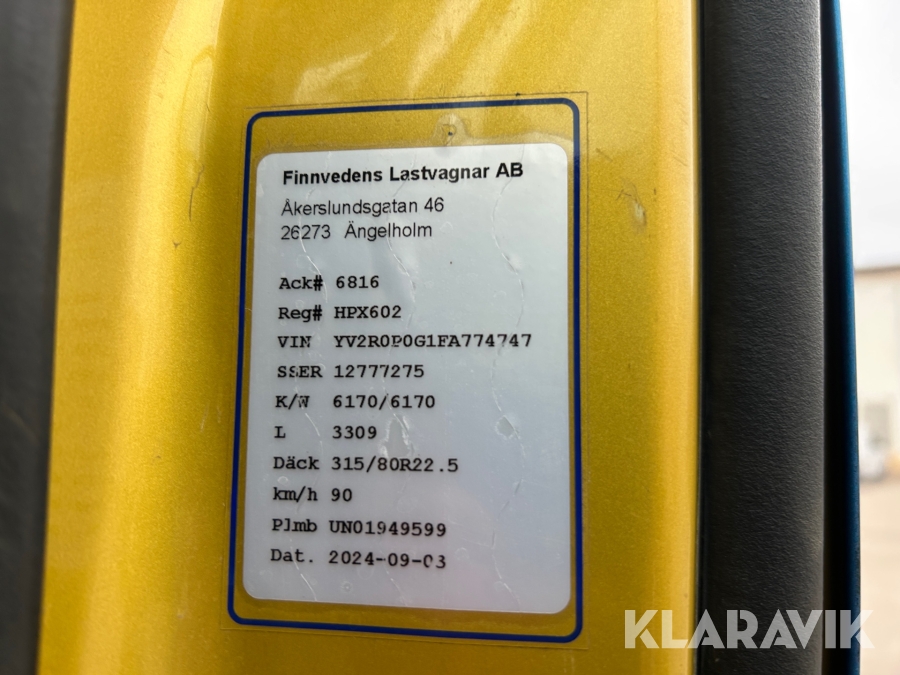 Finnvedens Lastvagnar AB
Åkerslundsgatan 46
26273 Ängelholm
Ack# 6816
Reg# HPX602
VIN YV2R0P0G1FA774747
SSER 12777275
K/W 6170/6170
L 3309
Däck 315/80R22.5
km/h 90
Plmb UN01949599
Dat. 2024-09-03
KLARAVIK